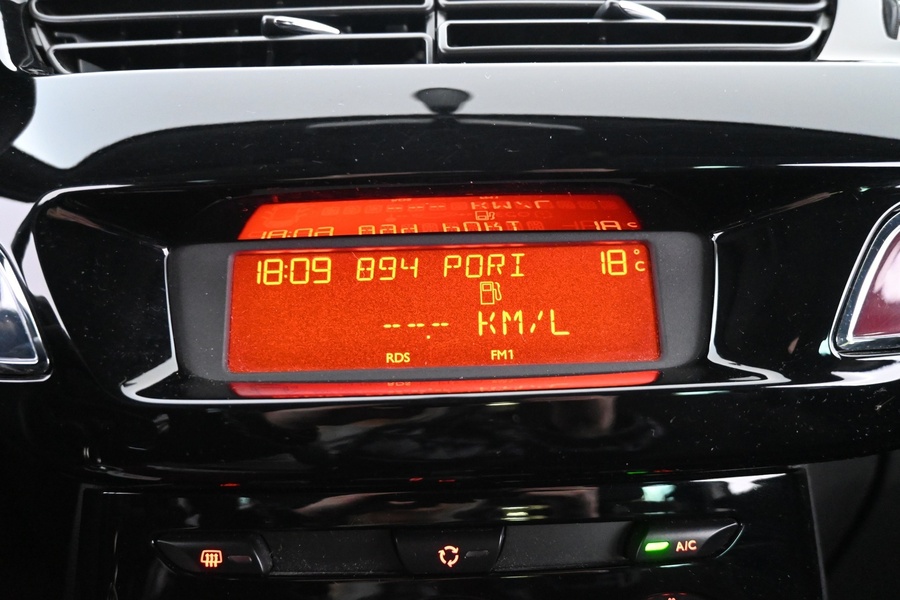 18:09 894 PORI 18°C
--.- KM/L
RDS FM1
A/C